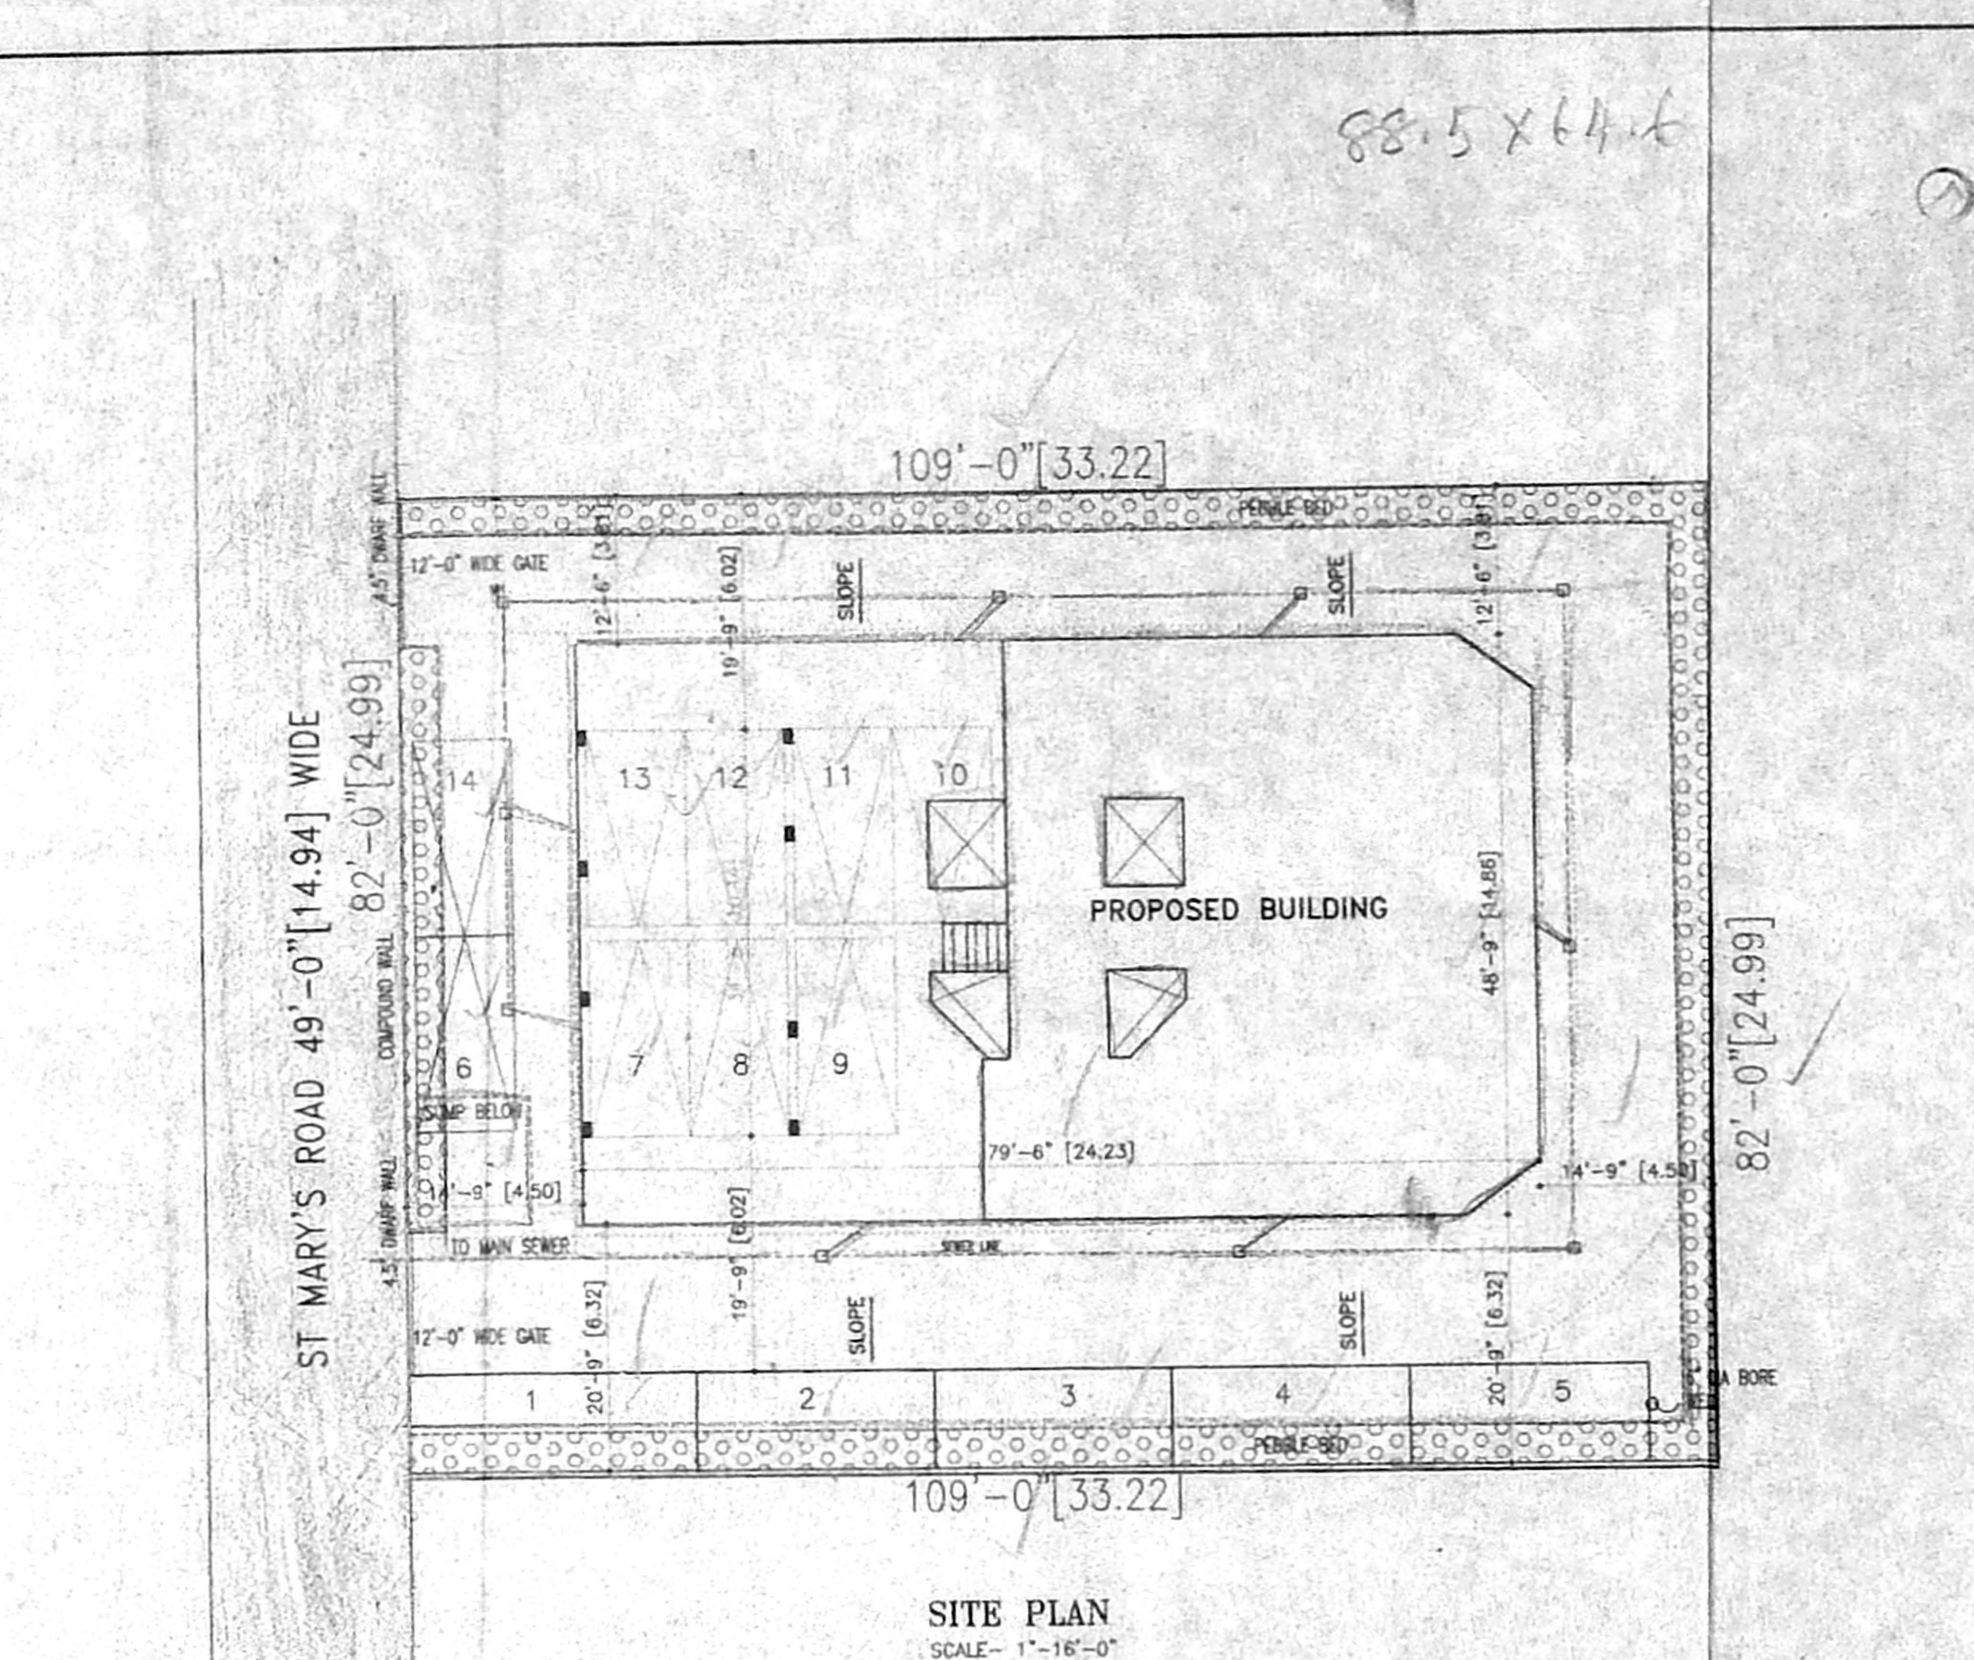 88.5 X 64.6
109'-0"[33.22]
PEBBLE BED
4.5" DWARF WALL
12'-0" WIDE GATE
12'-6" [3.81]
19'-9" [6.02]
SLOPE
SLOPE
12'-6" [3.81]
ST MARY'S ROAD 49'-0"[14.94] WIDE
82'-0"[24.99]
COMPOUND WALL
4.5" DWARF WALL
14
13
12
11
10
PROPOSED BUILDING
48'-9" [14.86]
82'-0"[24.99]
6
7
8
9
SUMP BELOW
79'-6" [24.23]
14'-9" [4.50]
14'-9" [4.50]
TO MAIN SEWER
SEWER LINE
19'-9" [6.02]
20'-9" [6.32]
SLOPE
SLOPE
20'-9" [6.32]
12'-0" WIDE GATE
DIA BORE
1
2
3
4
5
PEBBLE BED
109'-0"[33.22]
SITE PLAN
SCALE- 1"-16'-0"